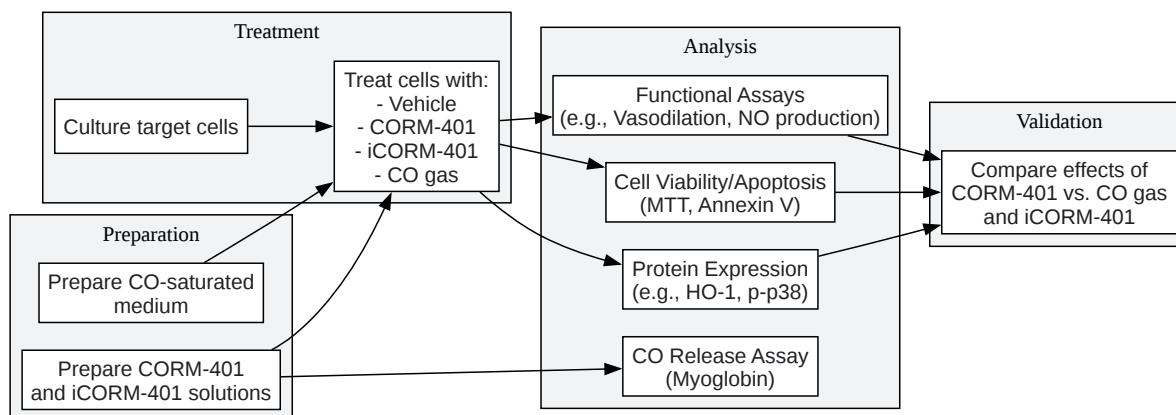 Treatment
Culture target cells
Treat cells with:
- Vehicle
- CORM-401
- iCORM-401
- CO gas
Preparation
Prepare CO-saturated
medium
Prepare CORM-401
and iCORM-401 solutions
Analysis
Functional Assays
(e.g., Vasodilation, NO production)
Cell Viability/Apoptosis
(MTT, Annexin V)
Protein Expression
(e.g., HO-1, p-p38)
CO Release Assay
(Myoglobin)
Validation
Compare effects of
CORM-401 vs. CO gas
and iCORM-401